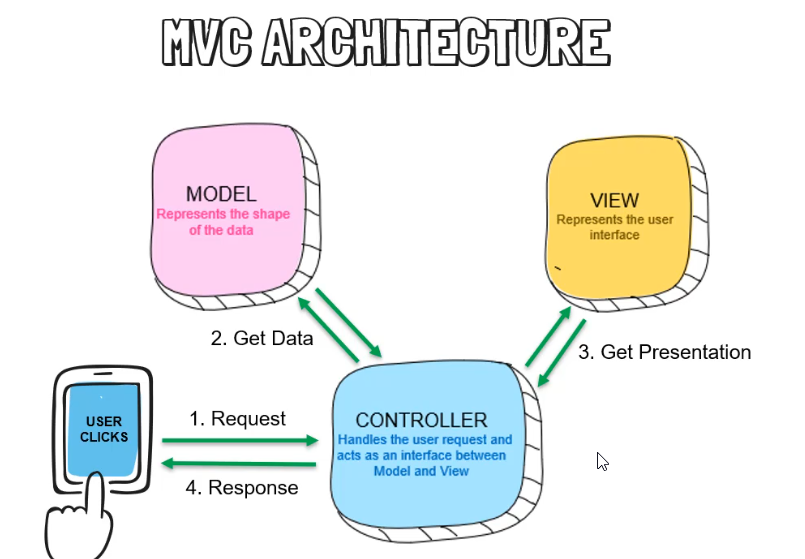 MVC ARCHITECTURE
MODEL
Represents the shape
of the data
VIEW
Represents the user
interface
2. Get Data
3. Get Presentation
USER
CLICKS
1. Request
4. Response
CONTROLLER
Handles the user request and
acts as an interface between
Model and View